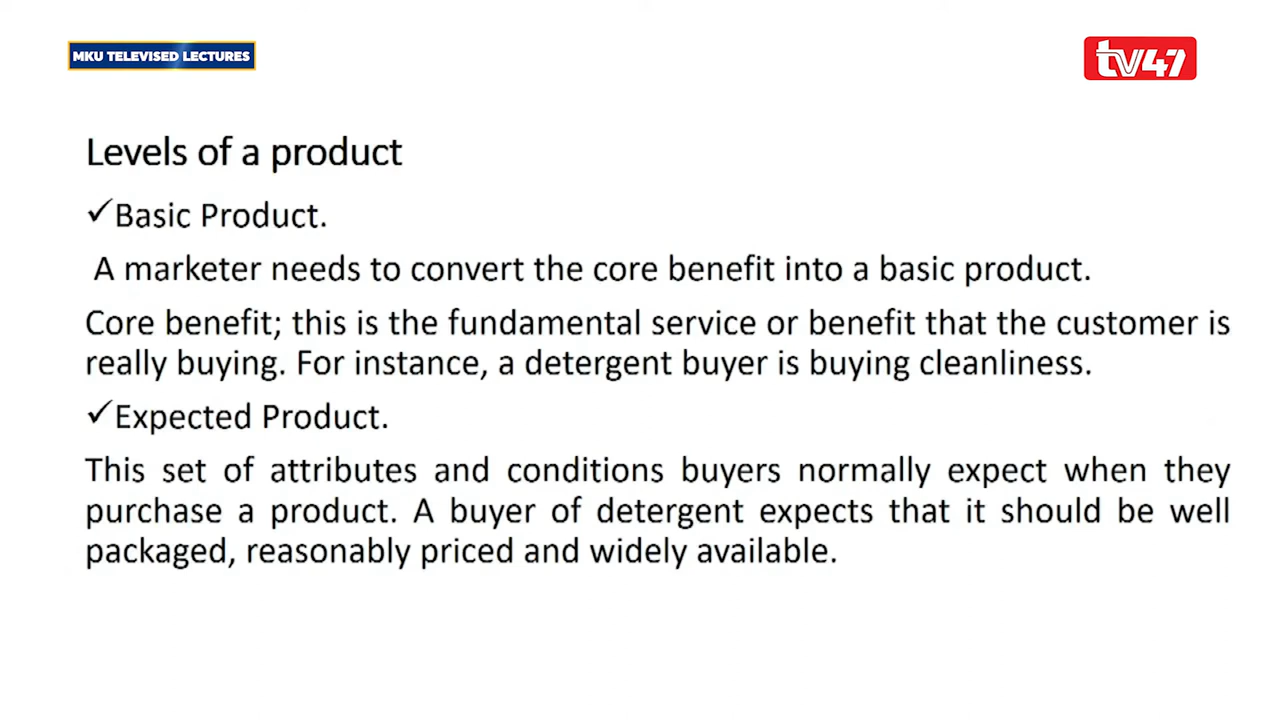 MKU TELEVISED LECTURES
tv47
Levels of a product
✓Basic Product.
A marketer needs to convert the core benefit into a basic product.
Core benefit; this is the fundamental service or benefit that the customer is
really buying. For instance, a detergent buyer is buying cleanliness.
✓Expected Product.
This set of attributes and conditions buyers normally expect when they
purchase a product. A buyer of detergent expects that it should be well
packaged, reasonably priced and widely available.